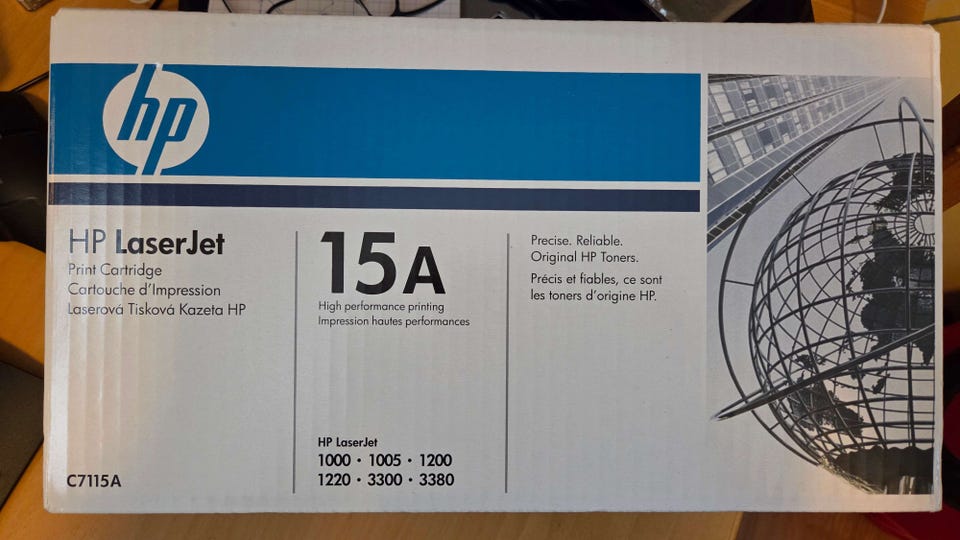 hp
HP LaserJet
Print Cartridge
Cartouche d’Impression
Laserová Tisková Kazeta HP
C7115A
15A
High performance printing
Impression hautes performances
HP LaserJet
1000 · 1005 · 1200
1220 · 3300 · 3380
Precise. Reliable.
Original HP Toners.
Précis et fiables, ce sont
les toners d’origine HP.